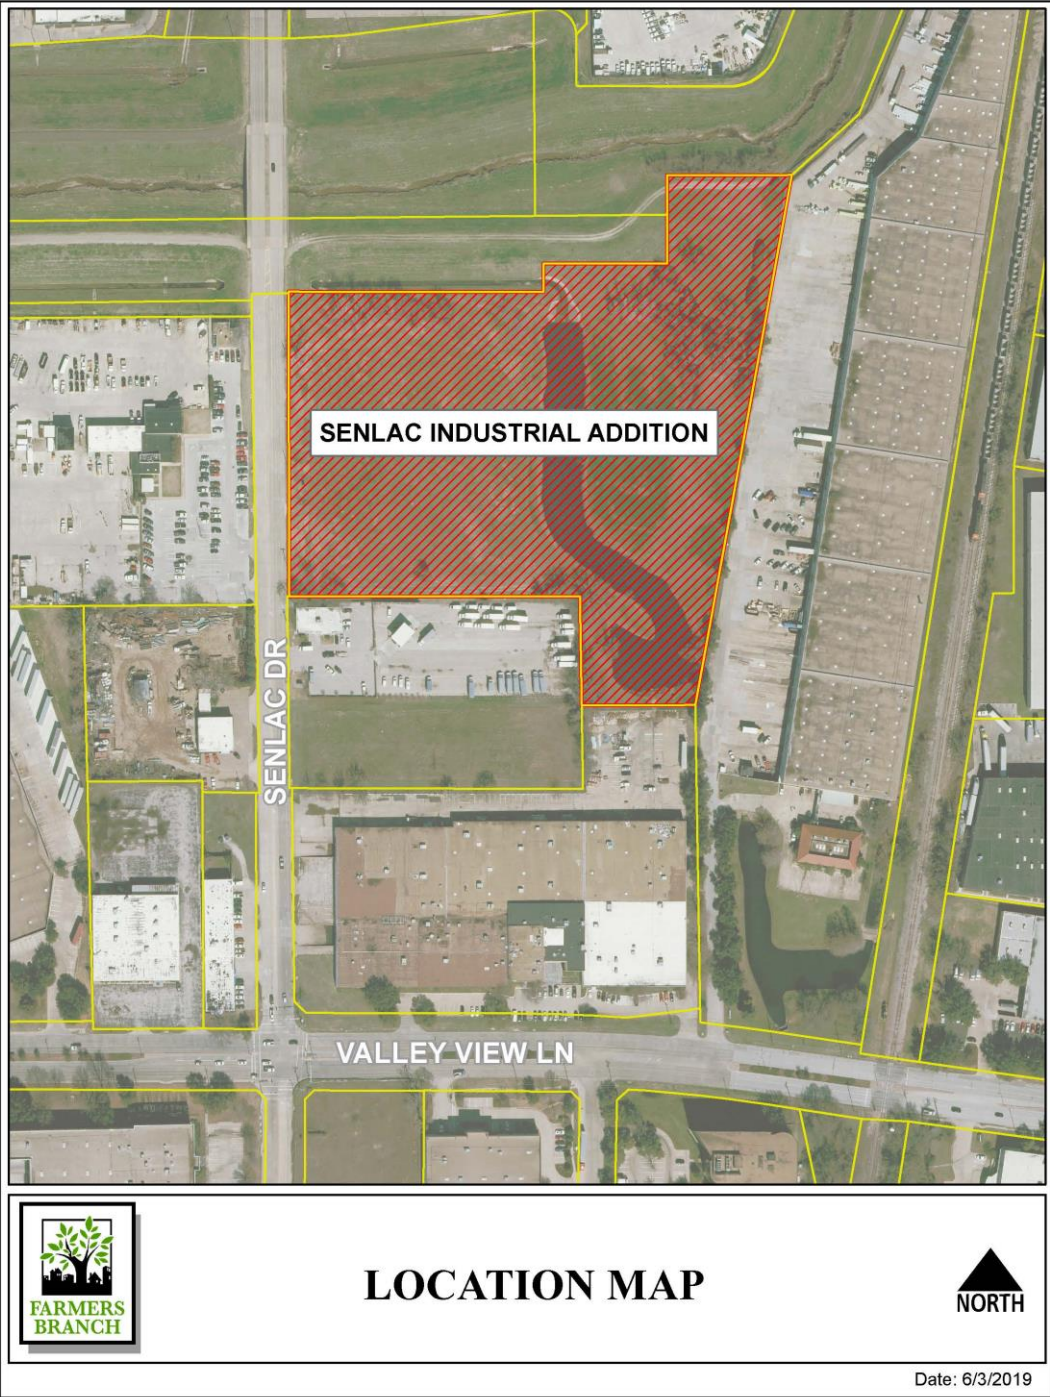 SENLAC INDUSTRIAL ADDITION
SENLAC DR
VALLEY VIEW LN
FARMERS
BRANCH
LOCATION MAP
NORTH
Date: 6/3/2019